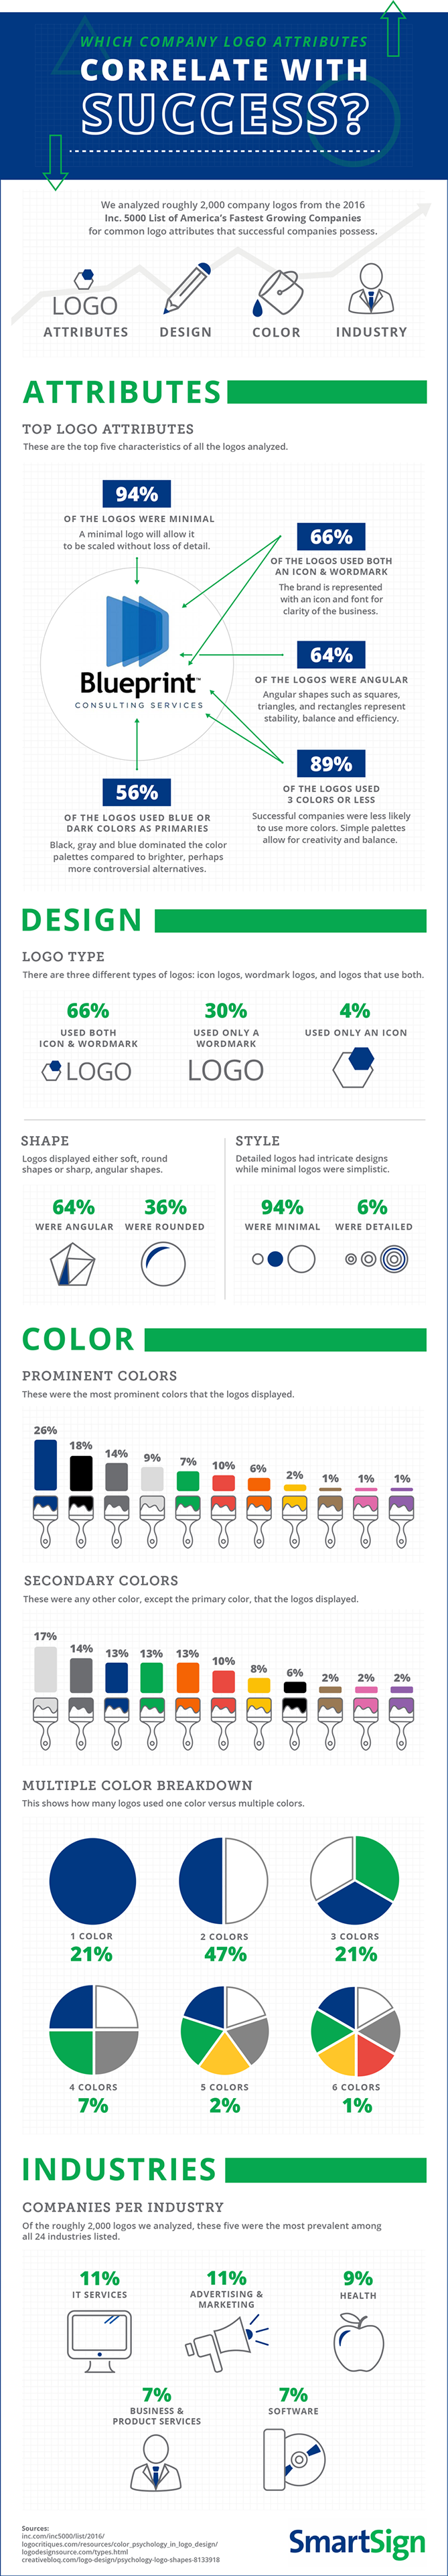 WHICH COMPANY LOGO ATTRIBUTES
CORRELATE WITH
SUCCESS?
We analyzed roughly 2,000 company logos from the 2016
Inc. 5000 List of America's Fastest Growing Companies
for common logo attributes that successful companies possess.
LOGO
ATTRIBUTES
DESIGN
COLOR
INDUSTRY
ATTRIBUTES
TOP LOGO ATTRIBUTES
These are the top five characteristics of all the logos analyzed.
94%
OF THE LOGOS WERE MINIMAL
A minimal logo will allow it
to be scaled without loss of detail.
66%
OF THE LOGOS USED BOTH
AN ICON & WORDMARK
The brand is represented
with an icon and font for
clarity of the business.
Blueprint™
CONSULTING SERVICES
64%
OF THE LOGOS WERE ANGULAR
Angular shapes such as squares,
triangles, and rectangles represent
stability, balance and efficiency.
89%
OF THE LOGOS USED
3 COLORS OR LESS
Successful companies were less likely
to use more colors. Simple palettes
allow for creativity and balance.
56%
OF THE LOGOS USED BLUE OR
DARK COLORS AS PRIMARIES
Black, gray and blue dominated the color
palettes compared to brighter, perhaps
more controversial alternatives.
DESIGN
LOGO TYPE
There are three different types of logos: icon logos, wordmark logos, and logos that use both.
66%
USED BOTH
ICON & WORDMARK
LOGO
30%
USED ONLY A
WORDMARK
LOGO
4%
USED ONLY AN ICON
SHAPE
Logos displayed either soft, round
shapes or sharp, angular shapes.
64%
WERE ANGULAR
36%
WERE ROUNDED
STYLE
Detailed logos had intricate designs
while minimal logos were simplistic.
94%
WERE MINIMAL
6%
WERE DETAILED
COLOR
PROMINENT COLORS
These were the most prominent colors that the logos displayed.
26%
18%
14%
9%
7%
10%
6%
2%
1%
1%
1%
SECONDARY COLORS
These were any other color, except the primary color, that the logos displayed.
17%
14%
13%
13%
13%
10%
8%
6%
2%
2%
2%
MULTIPLE COLOR BREAKDOWN
This shows how many logos used one color versus multiple colors.
1 COLOR
21%
2 COLORS
47%
3 COLORS
21%
4 COLORS
7%
5 COLORS
2%
6 COLORS
1%
INDUSTRIES
COMPANIES PER INDUSTRY
Of the roughly 2,000 logos we analyzed, these five were the most prevalent among
all 24 industries listed.
11%
IT SERVICES
11%
ADVERTISING &
MARKETING
9%
HEALTH
7%
BUSINESS &
PRODUCT SERVICES
7%
SOFTWARE
Sources:
inc.com/inc5000/list/2016/
logocritiques.com/resources/color_psychology_in_logo_design/
logodesignsource.com/types.html
creativebloq.com/logo-design/psychology-logo-shapes-8133918
SmartSign